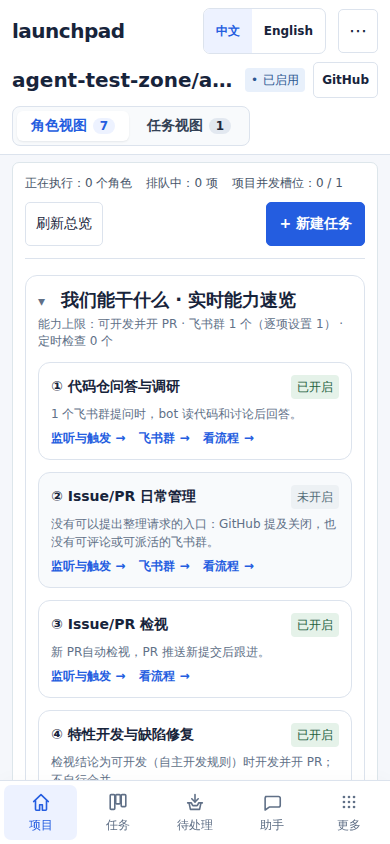 launchpad
中文 English ···
agent-test-zone/a... • 已启用 GitHub
角色视图 7 任务视图 1
正在执行：0 个角色 排队中：0 项 项目并发槽位：0 / 1
刷新总览 + 新建任务
▾ 我们能干什么 · 实时能力速览
能力上限：可开发并开 PR · 飞书群 1 个（逐项设置 1） ·
定时检查 0 个
① 代码仓问答与调研 已开启
1 个飞书群提问时，bot 读代码和讨论后回答。
监听与触发 → 飞书群 → 看流程 →
② Issue/PR 日常管理 未开启
没有可以提出整理请求的入口：GitHub 提及关闭，也
没有可评论或可派活的飞书群。
监听与触发 → 飞书群 → 看流程 →
③ Issue/PR 检视 已开启
新 PR自动检视，PR 推送新提交后跟进。
监听与触发 → 看流程 →
④ 特性开发与缺陷修复 已开启
检视结论为可开发（自主开发规则）时开发并开 PR；
不自行合并
项目 任务 待处理 助手 更多